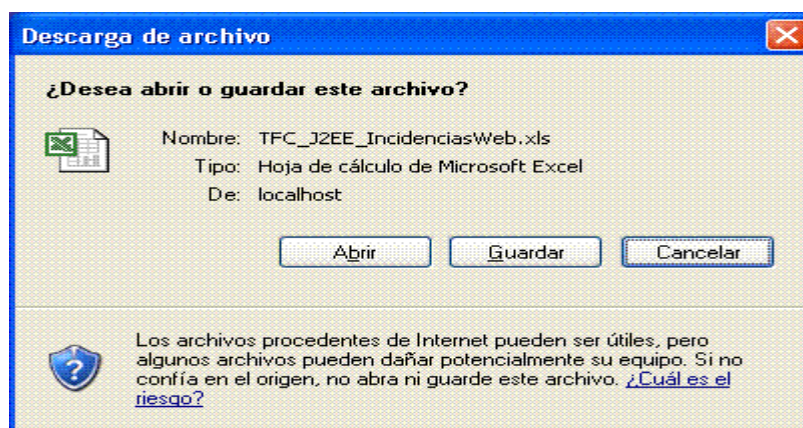 Descarga de archivo
¿Desea abrir o guardar este archivo?
Nombre: TFC_J2EE_IncidenciasWeb.xls
Tipo: Hoja de cálculo de Microsoft Excel
De: localhost
Abrir Guardar Cancelar
Los archivos procedentes de Internet pueden ser útiles, pero
algunos archivos pueden dañar potencialmente su equipo. Si no
confía en el origen, no abra ni guarde este archivo. ¿Cuál es el
riesgo?